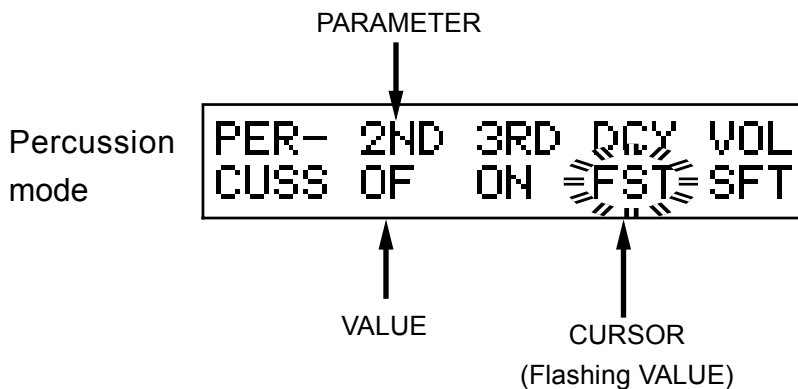 PARAMETER
Percussion
mode
PER- 2ND 3RD DCY VOL
CUSS OF ON FST SFT
VALUE
CURSOR
(Flashing VALUE)